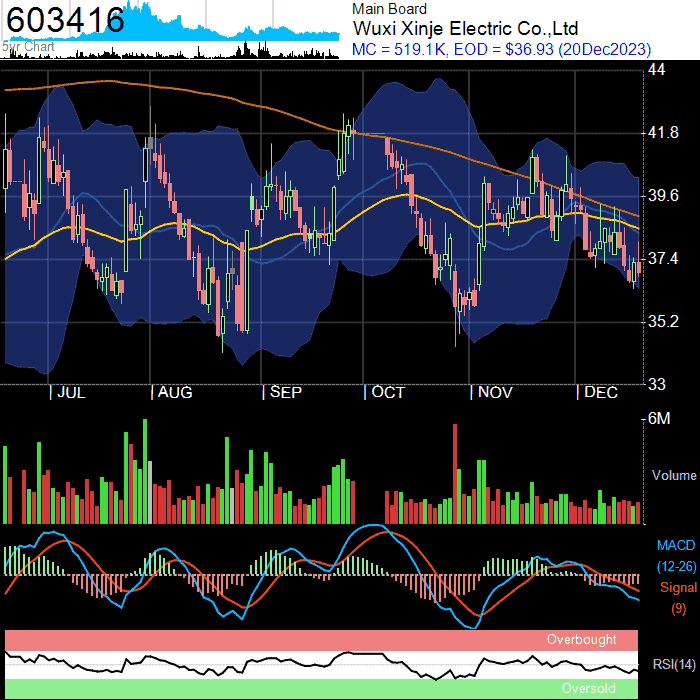 603416
5yr Chart
Main Board
Wuxi Xinje Electric Co.,Ltd
MC = 519.1K, EOD = $36.93 (20Dec2023)
44
41.8
39.6
37.4
35.2
33
JUL AUG SEP OCT NOV DEC
6M
Volume
MACD
(12-26)
Signal
(9)
Overbought
RSI(14)
Oversold